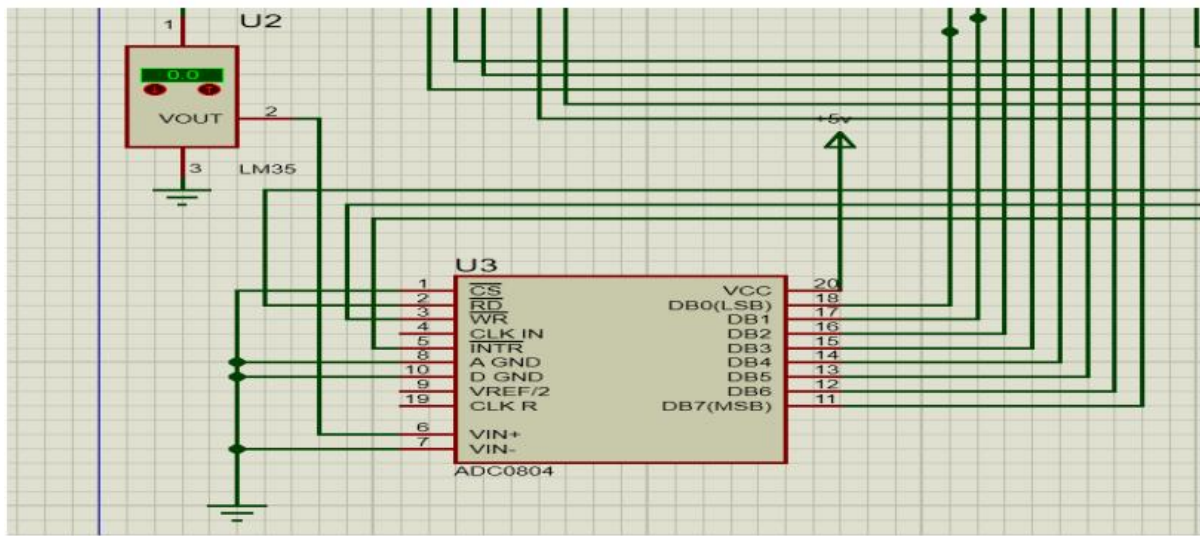 1
U2
0.0
VOUT
2
3
LM35
+5v
U3
1 CS VCC 20
2 RD DB0(LSB) 18
3 WR DB1 17
4 CLK IN DB2 16
5 INTR DB3 15
8 A GND DB4 14
10 D GND DB5 13
9 VREF/2 DB6 12
19 CLK R DB7(MSB) 11
6 VIN+
7 VIN-
ADC0804